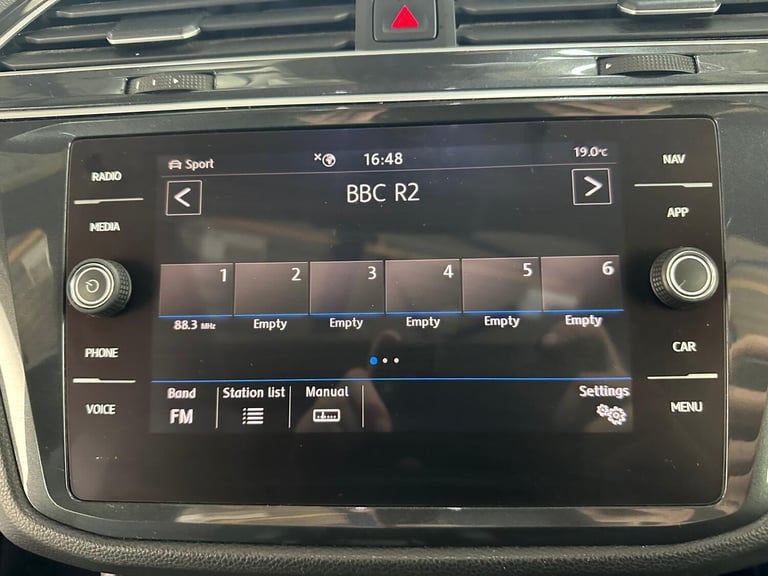 Sport 16:48 19.0°C
RADIO
MEDIA
PHONE
VOICE
BBC R2
1 2 3 4 5 6
88.3 MHz Empty Empty Empty Empty Empty
Band Station list Manual Settings
FM
NAV
APP
CAR
MENU